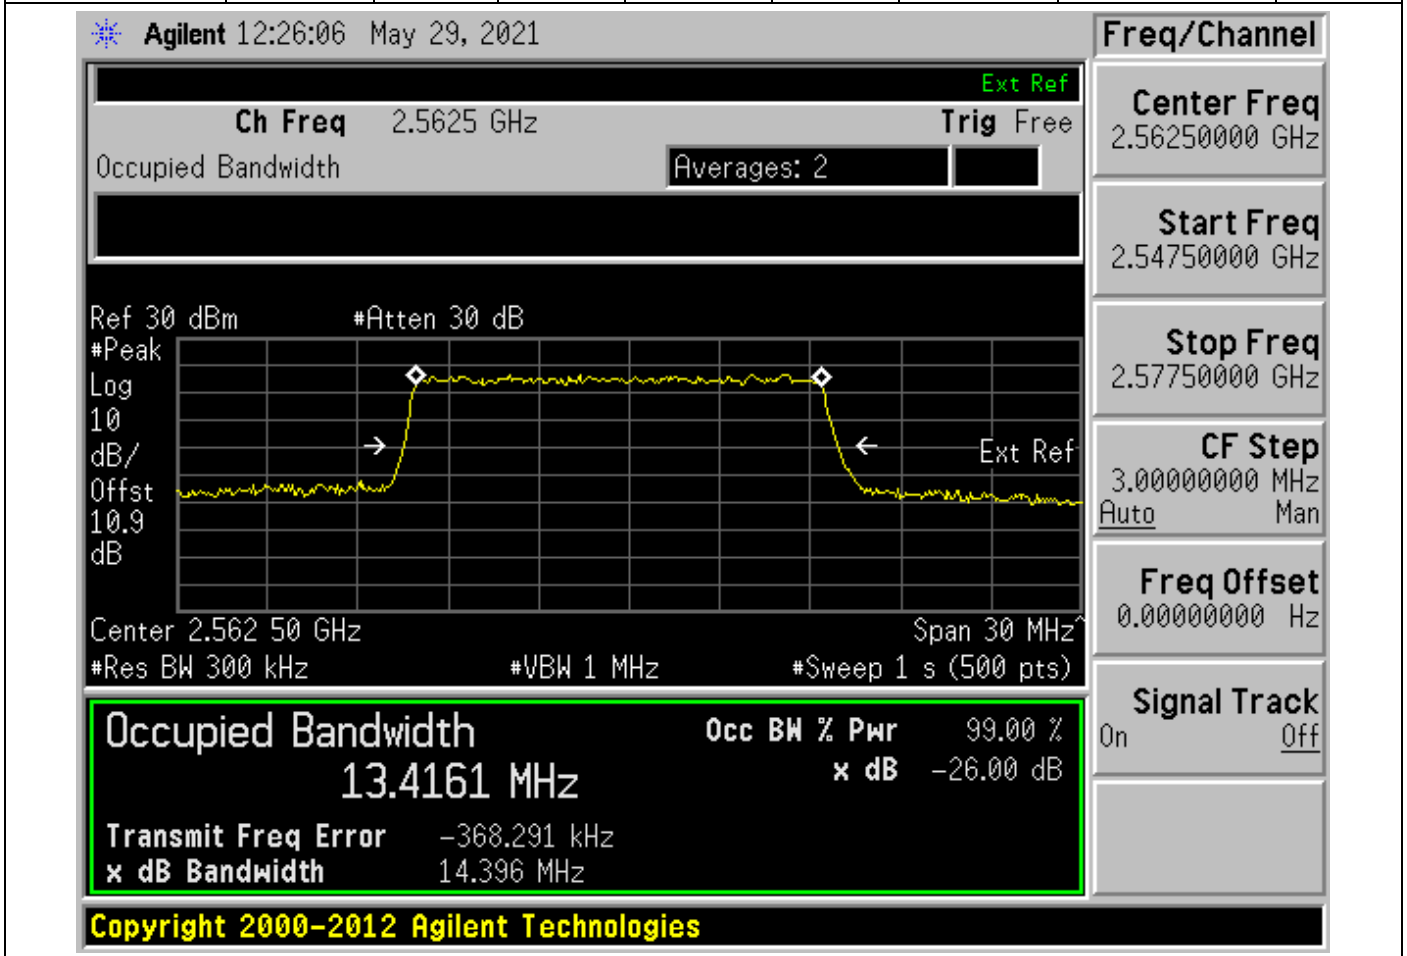 Agilent 12:26:06 May 29, 2021
Freq/Channel
Ext Ref
Ch Freq 2.5625 GHz
Trig Free
Occupied Bandwidth
Averages: 2
Center Freq
2.56250000 GHz
Start Freq
2.54750000 GHz
Stop Freq
2.57750000 GHz
CF Step
3.00000000 MHz
Auto Man
Freq Offset
0.00000000 Hz
Signal Track
On Off
Ref 30 dBm #Atten 30 dB
#Peak
Log
10
dB/
Offst
10.9
dB
Ext Ref
Center 2.562 50 GHz Span 30 MHz^
#Res BW 300 kHz #VBW 1 MHz #Sweep 1 s (500 pts)
Occupied Bandwidth
13.4161 MHz
Occ BW % Pwr 99.00 %
x dB -26.00 dB
Transmit Freq Error -368.291 kHz
x dB Bandwidth 14.396 MHz
Copyright 2000-2012 Agilent Technologies